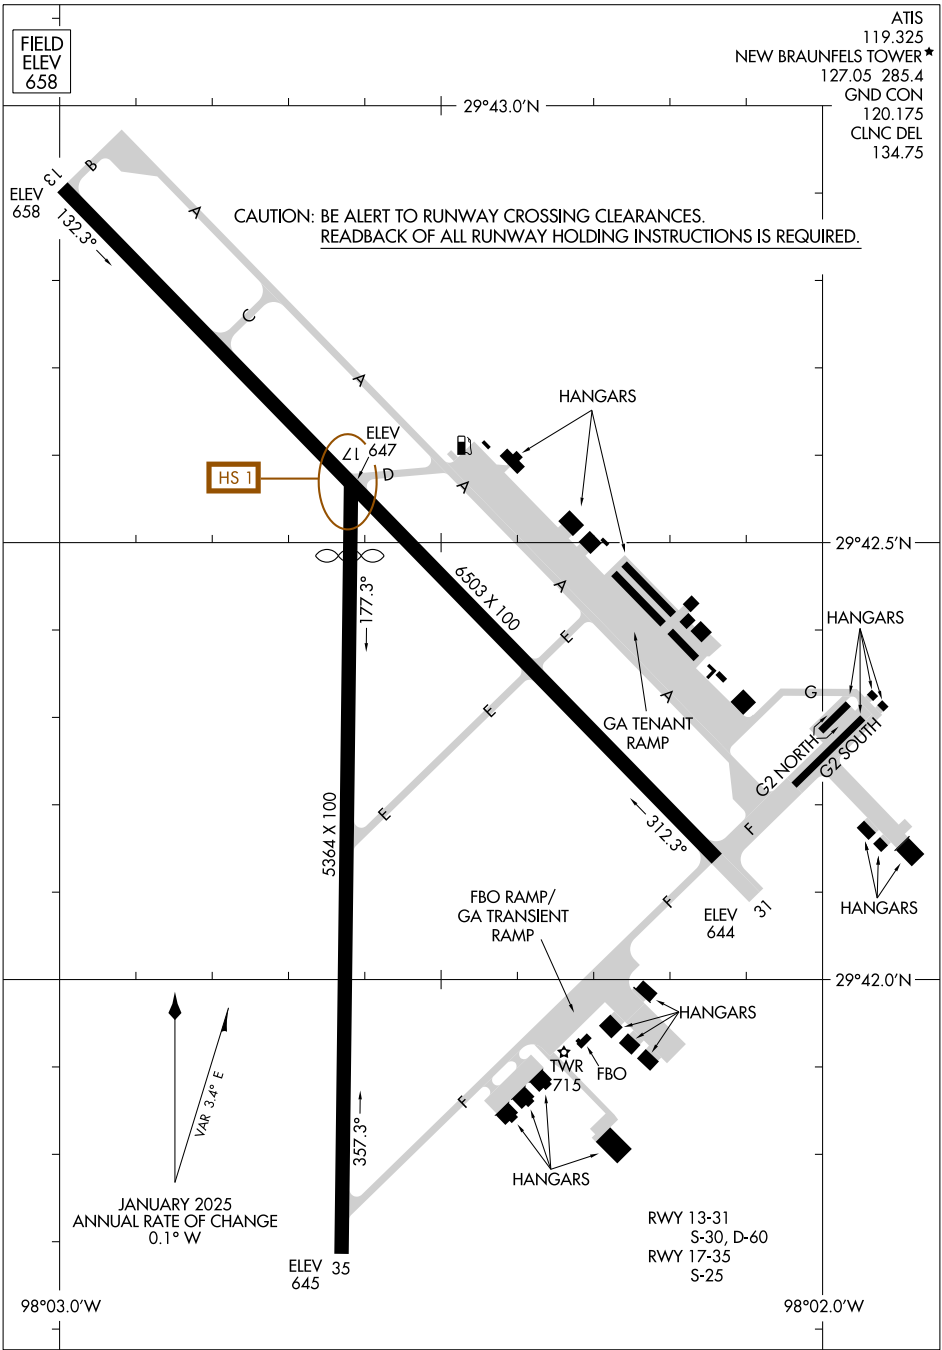 FIELD
ELEV
658
ATIS
119.325
NEW BRAUNFELS TOWER★
127.05 285.4
GND CON
120.175
CLNC DEL
134.75
29°43.0'N
13
B
ELEV
658
132.3°
A
CAUTION: BE ALERT TO RUNWAY CROSSING CLEARANCES.
READBACK OF ALL RUNWAY HOLDING INSTRUCTIONS IS REQUIRED.
C
A
HANGARS
ELEV
647
17
HS 1
D
A
29°42.5'N
177.3°
6503 X 100
A
E
HANGARS
E
A
G
GA TENANT
RAMP
G2 NORTH
G2 SOUTH
E
5364 X 100
312.3°
F
FBO RAMP/
GA TRANSIENT
RAMP
F
31
ELEV
644
HANGARS
29°42.0'N
HANGARS
VAR 3.4° E
TWR
715
FBO
F
357.3°
HANGARS
JANUARY 2025
ANNUAL RATE OF CHANGE
0.1° W
RWY 13-31
S-30, D-60
RWY 17-35
S-25
ELEV
645
35
98°03.0'W
98°02.0'W